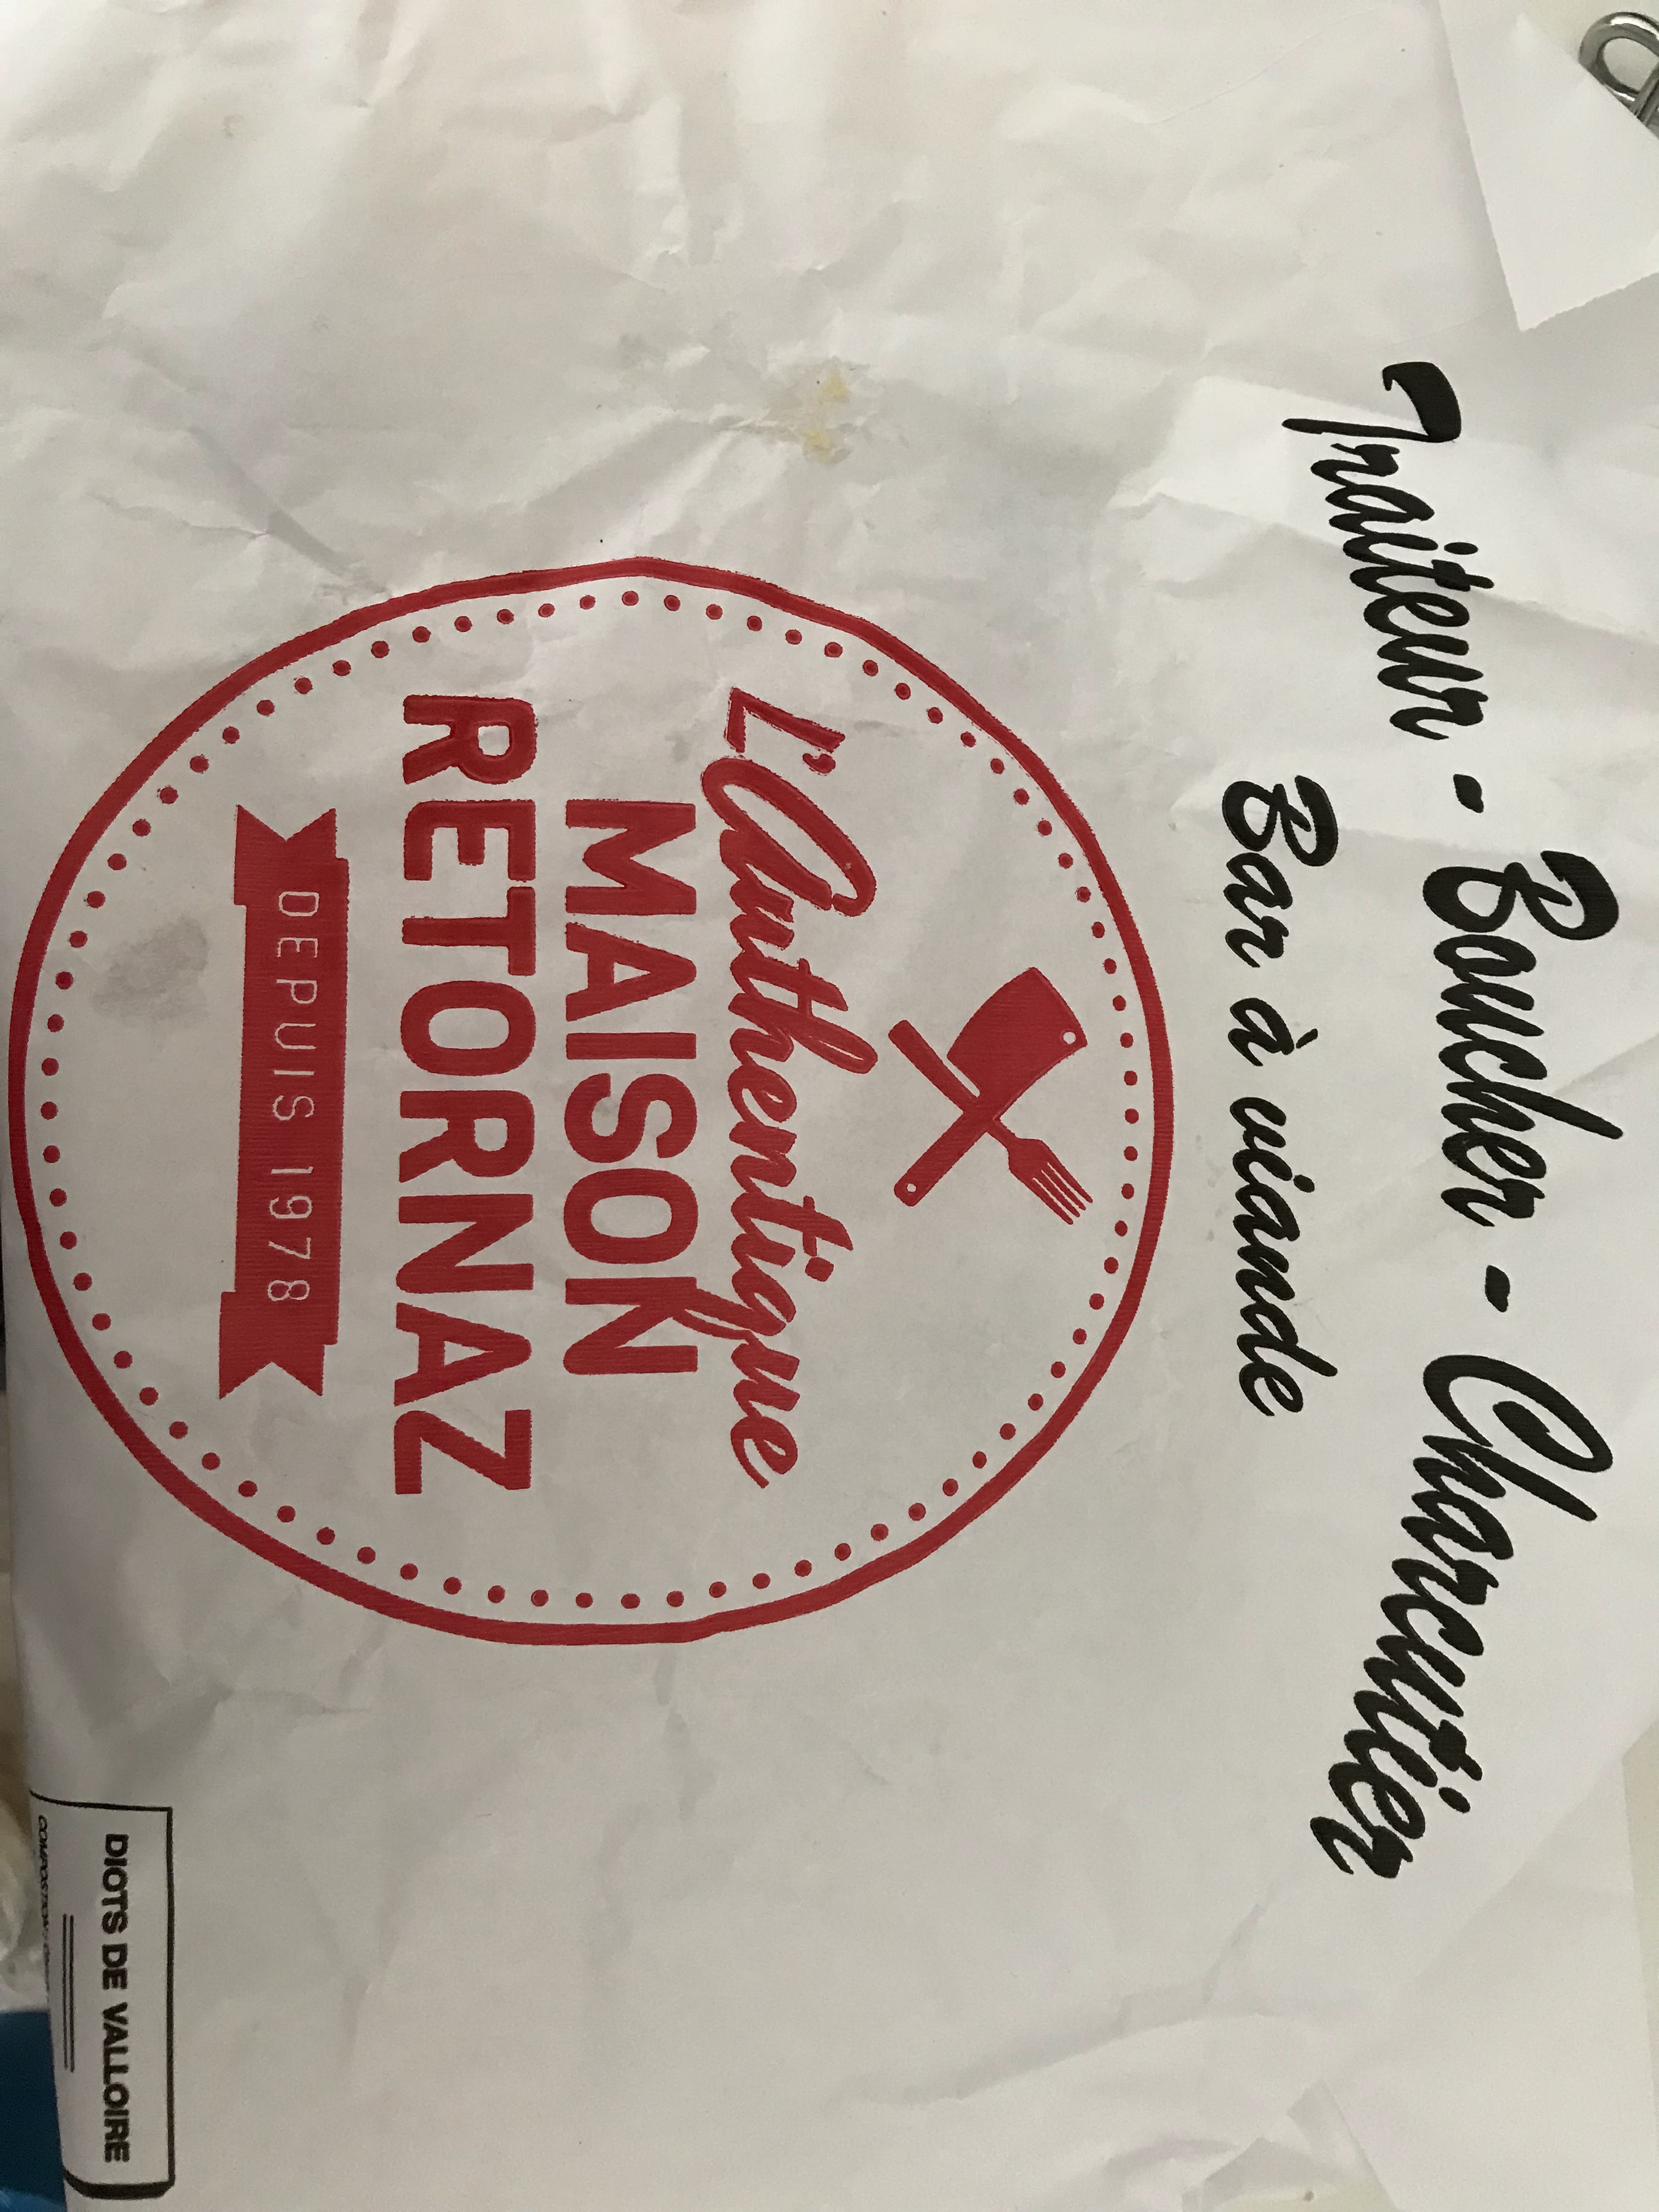 Traiteur - Boucher - Charcutier
Bar à viande
L'Authentique
MAISON
RETORNAZ
DEPUIS 1978
DIOTS DE VALLOIRE